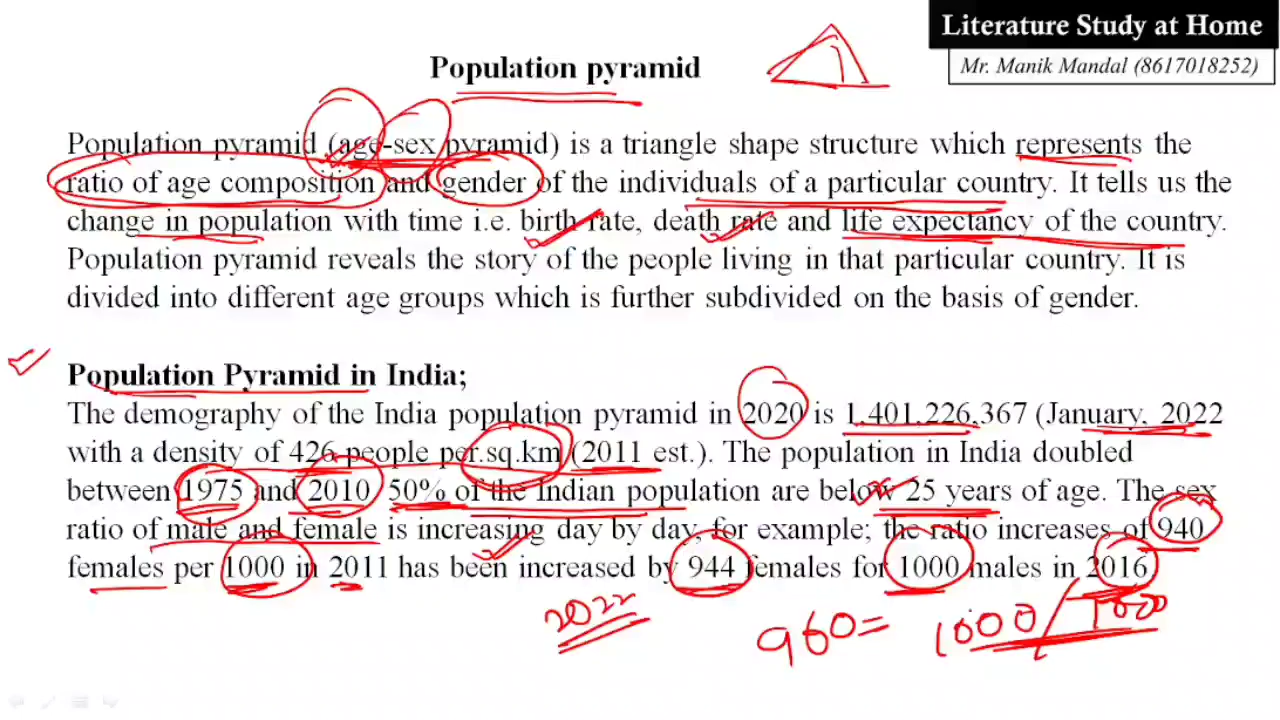 Literature Study at Home
Mr. Manik Mandal (8617018252)
Population pyramid
Population pyramid (age-sex pyramid) is a triangle shape structure which represents the
ratio of age composition and gender of the individuals of a particular country. It tells us the
change in population with time i.e. birth rate, death rate and life expectancy of the country.
Population pyramid reveals the story of the people living in that particular country. It is
divided into different age groups which is further subdivided on the basis of gender.
Population Pyramid in India;
The demography of the India population pyramid in 2020 is 1,401,226,367 (January, 2022
with a density of 426 people per.sq.km (2011 est.). The population in India doubled
between 1975 and 2010 50% of the Indian population are below 25 years of age. The sex
ratio of male and female is increasing day by day, for example; the ratio increases of 940
females per 1000 in 2011 has been increased by 944 females for 1000 males in 2016
2022
960= 1000/1000